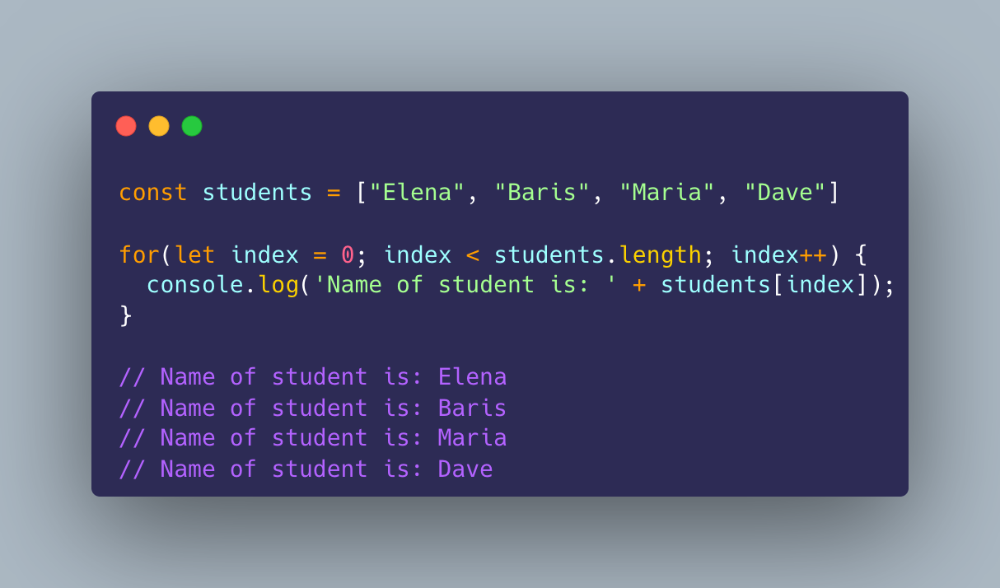 const students = ["Elena", "Baris", "Maria", "Dave"]
for(let index = 0; index < students.length; index++) {
  console.log('Name of student is: ' + students[index]);
}
// Name of student is: Elena
// Name of student is: Baris
// Name of student is: Maria
// Name of student is: Dave